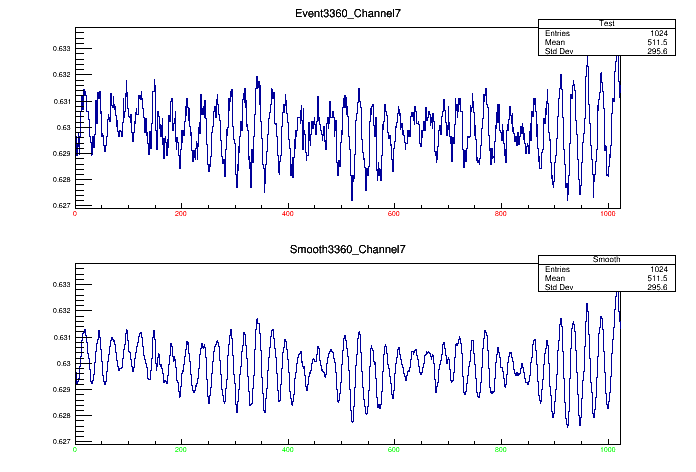 Event3360_Channel7
Test
Entries 1024
Mean 511.5
Std Dev 295.6
0.633
0.632
0.631
0.63
0.629
0.628
0.627
0 200 400 600 800 1000
Smooth3360_Channel7
Smooth
Entries 1024
Mean 511.5
Std Dev 295.6
0.633
0.632
0.631
0.63
0.629
0.628
0.627
0 200 400 600 800 1000